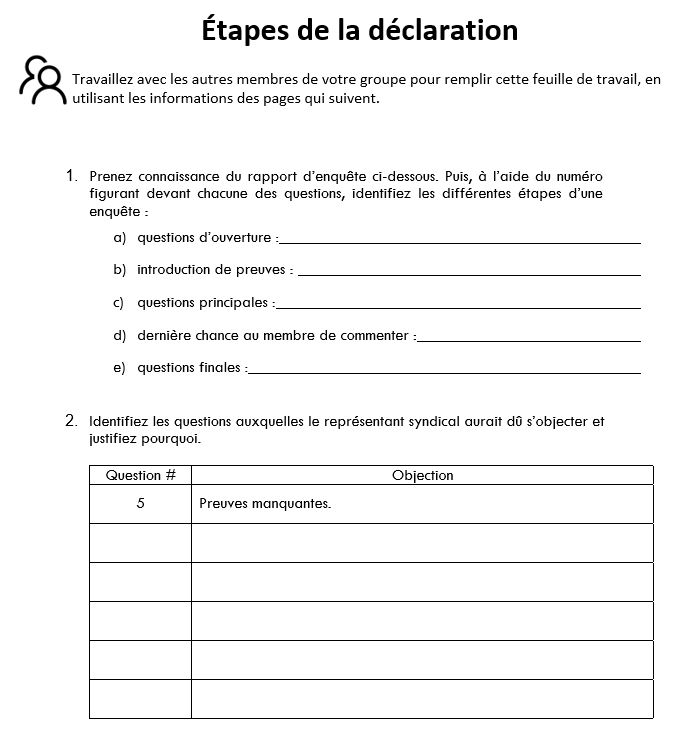 Étapes de la déclaration
Travaillez avec les autres membres de votre groupe pour remplir cette feuille de travail, en
utilisant les informations des pages qui suivent.
1. Prenez connaissance du rapport d'enquête ci-dessous. Puis, à l'aide du numéro
figurant devant chacune des questions, identifiez les différentes étapes d'une
enquête :
a) questions d'ouverture :
b) introduction de preuves :
c) questions principales :
d) dernière chance au membre de commenter :
e) questions finales :
2. Identifiez les questions auxquelles le représentant syndical aurait dû s'objecter et
justifiez pourquoi.
Question # Objection
5 Preuves manquantes.